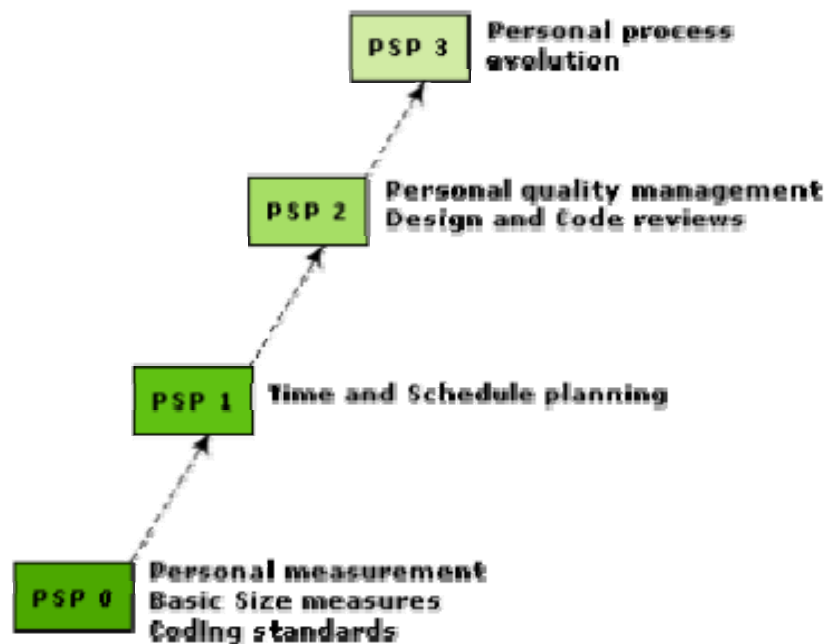 PSP 3
Personal process
evolution
PSP 2
Personal quality management
Design and Code reviews
PSP 1
Time and Schedule planning
PSP 0
Personal measurement
Basic Size measures
Coding standards